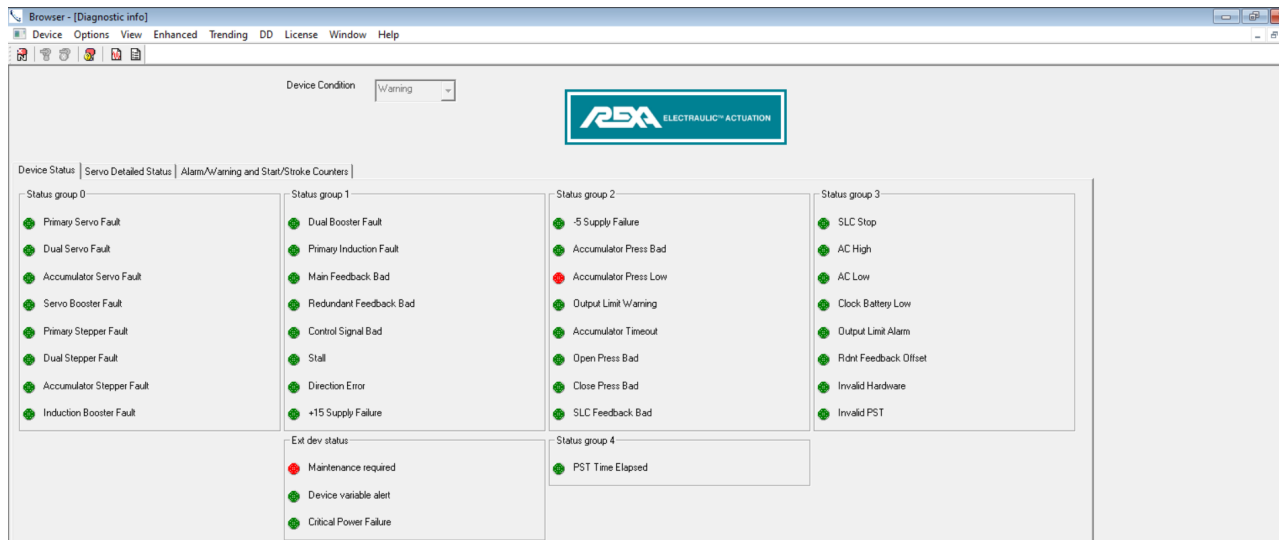 Browser - [Diagnostic info]
Device Options View Enhanced Trending DD License Window Help
Device Condition Warning
REXA ELECTRAULIC™ ACTUATION
Device Status Servo Detailed Status Alarm/Warning and Start/Stroke Counters
Status group 0
Primary Servo Fault
Dual Servo Fault
Accumulator Servo Fault
Servo Booster Fault
Primary Stepper Fault
Dual Stepper Fault
Accumulator Stepper Fault
Induction Booster Fault
Status group 1
Dual Booster Fault
Primary Induction Fault
Main Feedback Bad
Redundant Feedback Bad
Control Signal Bad
Stall
Direction Error
+15 Supply Failure
Status group 2
-5 Supply Failure
Accumulator Press Bad
Accumulator Press Low
Output Limit Warning
Accumulator Timeout
Open Press Bad
Close Press Bad
SLC Feedback Bad
Status group 3
SLC Stop
AC High
AC Low
Clock Battery Low
Output Limit Alarm
Rdnt Feedback Offset
Invalid Hardware
Invalid PST
Ext dev status
Maintenance required
Device variable alert
Critical Power Failure
Status group 4
PST Time Elapsed